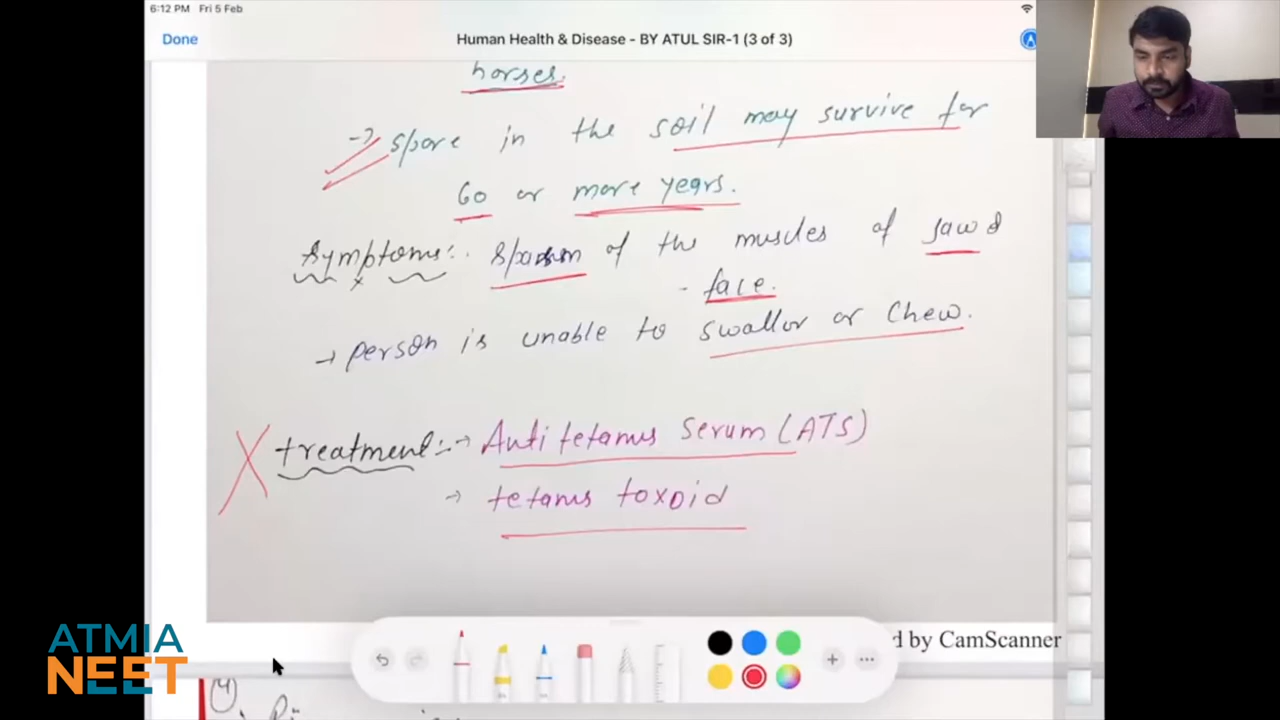 6:12 PM Fri 5 Feb
Done
Human Health & Disease - BY ATUL SIR-1 (3 of 3)
horses.
→ spore in the soil may survive for
60 or more years.
Symptoms:. Spasm of the muscles of Jaw &
- face.
→ person is unable to swallor or Chew.
treatment:-→ Anti tetanus Serum (ATS)
→ tetanus toxoid
d by CamScanner
ATMIA
NEET
(4)